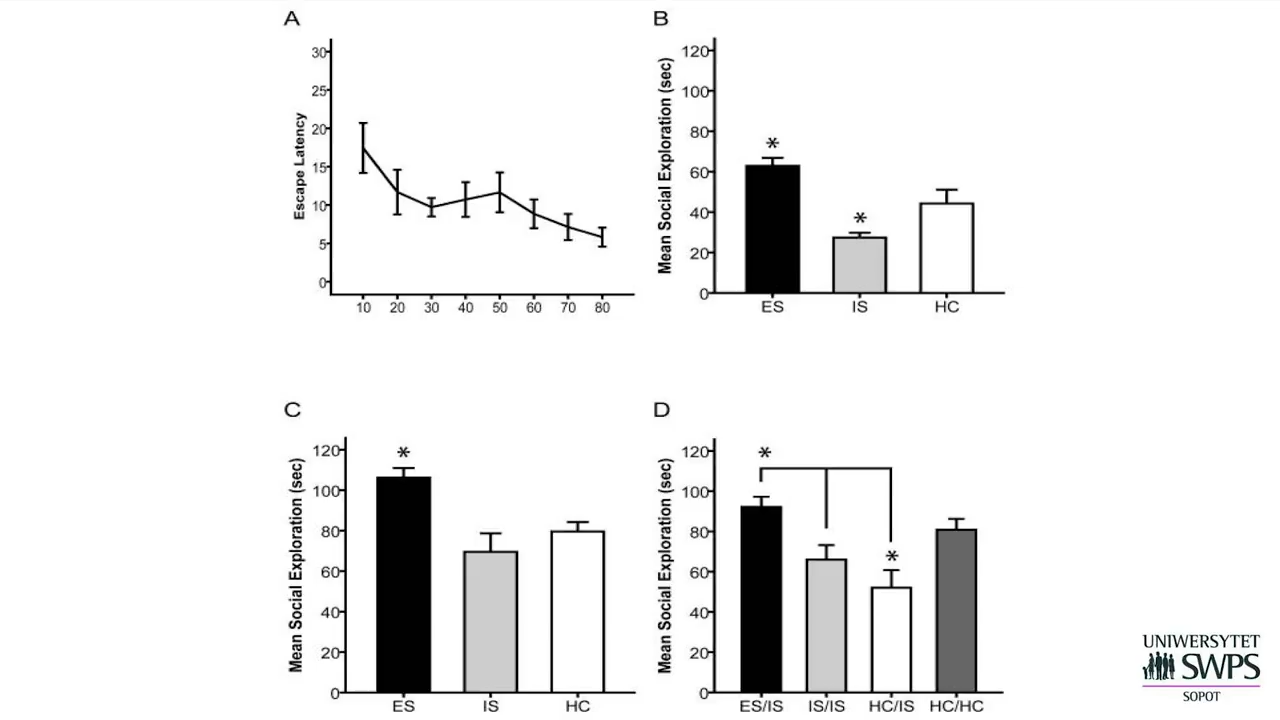 A
Escape Latency
30
25
20
15
10
5
0
10 20 30 40 50 60 70 80
B
Mean Social Exploration (sec)
120
100
80
60
40
20
0
*
*
ES IS HC
C
Mean Social Exploration (sec)
120
100
80
60
40
20
0
*
ES IS HC
D
Mean Social Exploration (sec)
120
100
80
60
40
20
0
*
*
ES/IS IS/IS HC/IS HC/HC
UNIWERSYTET
SWPS
SOPOT